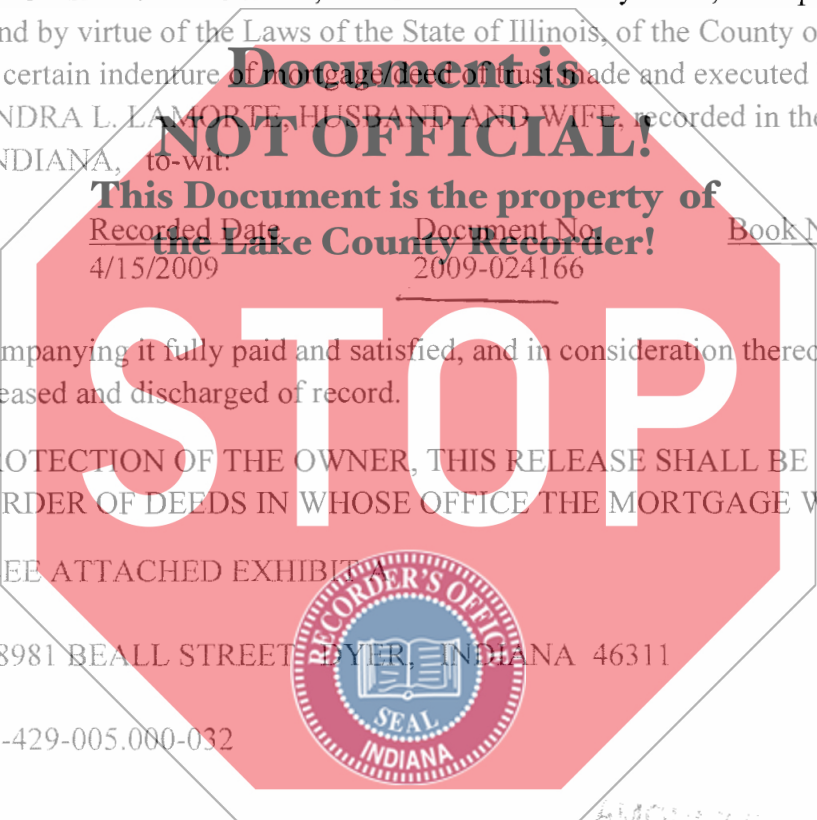 nd by virtue of the Laws of the State of Illinois, of the County o
Document is
certain indenture of mortgage/deed of trust made and executed
NDRA L. LAMORTE, HUSBAND AND WIFE, recorded in the
NOT OFFICIAL!
NDIANA, to-wit:
This Document is the property of
Recorded Date Document No. Book N
the Lake County Recorder!
4/15/2009 2009-024166
STOP
mpanying it fully paid and satisfied, and in consideration thereo
eased and discharged of record.
ROTECTION OF THE OWNER, THIS RELEASE SHALL BE
RDER OF DEEDS IN WHOSE OFFICE THE MORTGAGE W
EE ATTACHED EXHIBIT A
RECORDER'S OFFICE
8981 BEALL STREET DYER, INDIANA 46311
SEAL
INDIANA
-429-005.000-032